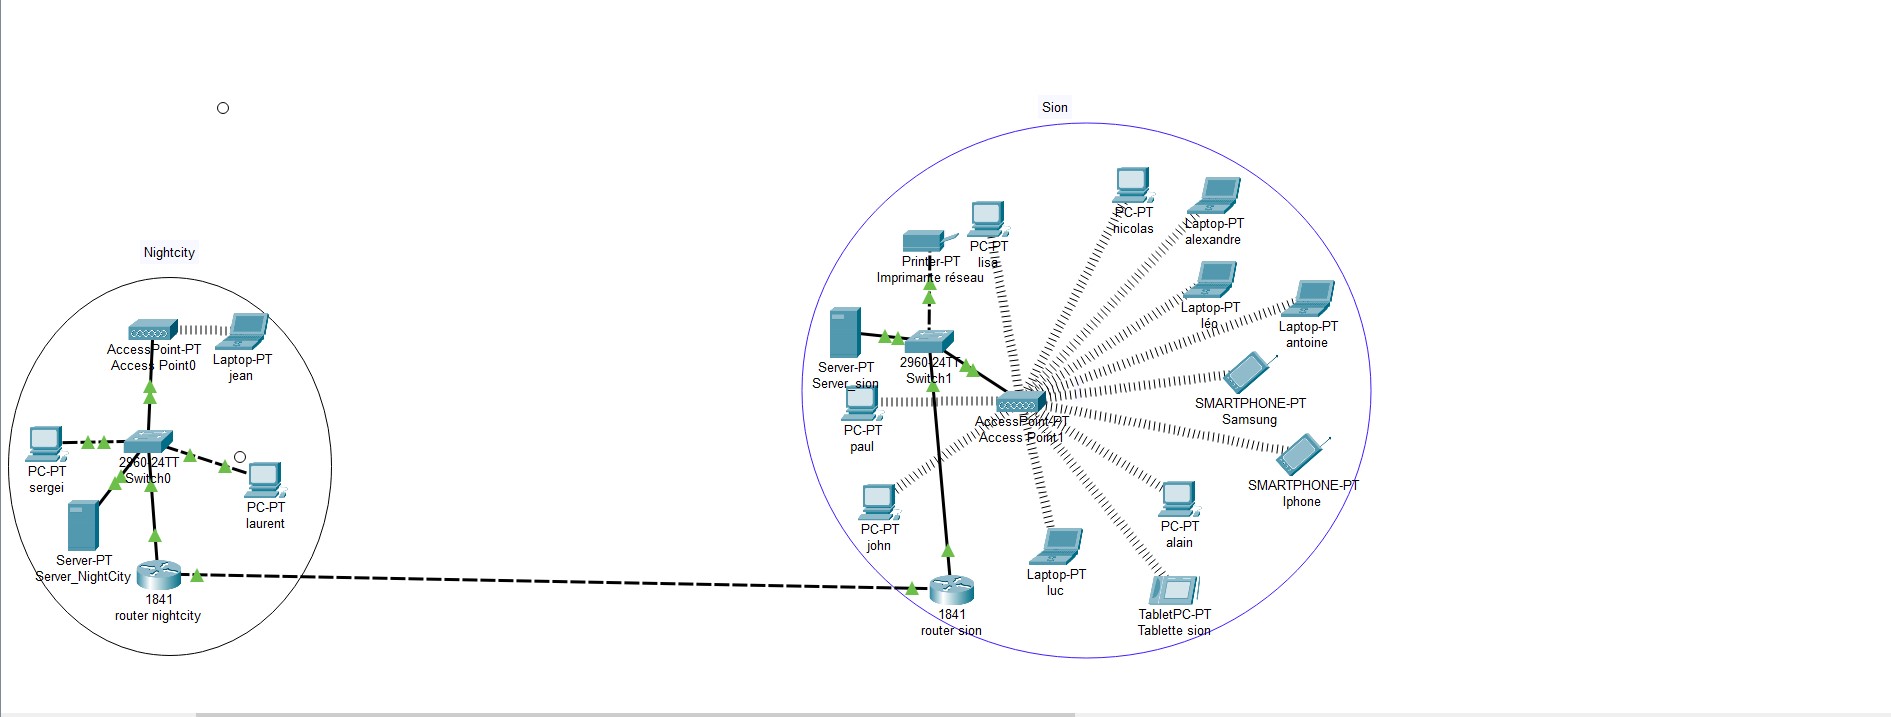 Nightcity
AccessPoint-PT
Access Point0
Laptop-PT
jean
PC-PT
sergei
2960-24TT
Switch0
PC-PT
laurent
Server-PT
Server_NightCity
1841
router nightcity
Sion
PC-PT
nicolas
Laptop-PT
alexandre
PC-PT
lisa
Printer-PT
Imprimante réseau
Laptop-PT
léo
Laptop-PT
antoine
Server-PT
Server_sion
2960-24TT
Switch1
SMARTPHONE-PT
Samsung
PC-PT
paul
AccessPoint-PT
Access Point1
SMARTPHONE-PT
Iphone
PC-PT
john
PC-PT
alain
Laptop-PT
luc
1841
router sion
TabletPC-PT
Tablette sion